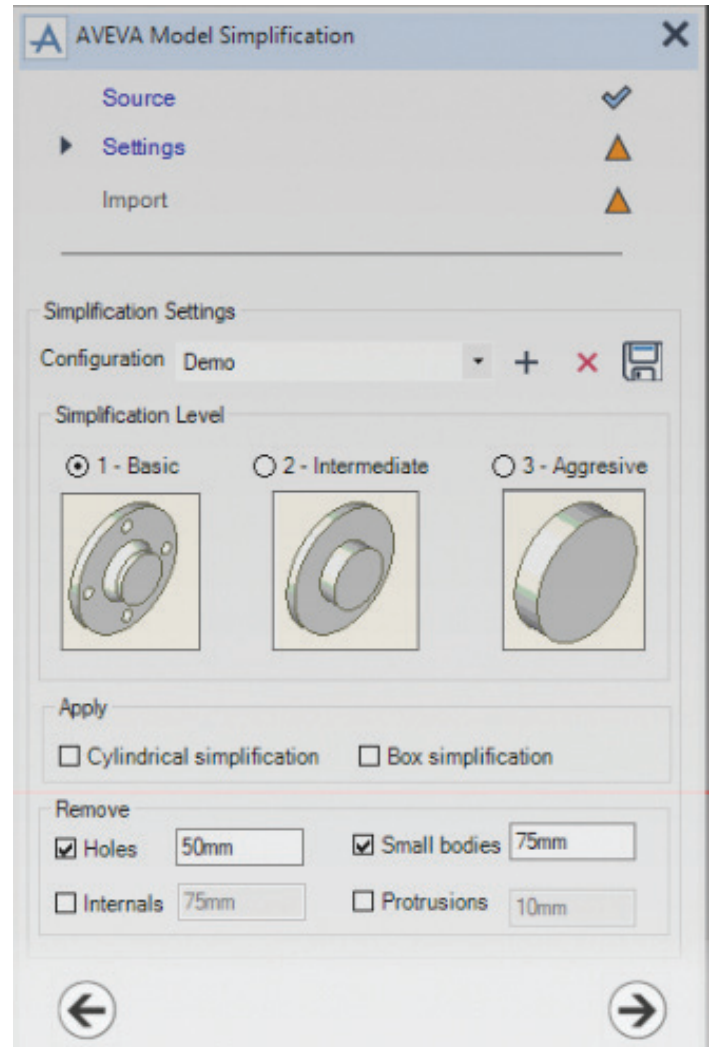 AVEVA Model Simplification
Source
Settings
Import
Simplification Settings
Configuration Demo
Simplification Level
1 - Basic 2 - Intermediate 3 - Aggresive
Apply
Cylindrical simplification Box simplification
Remove
Holes 50mm Small bodies 75mm
Internals 75mm Protrusions 10mm